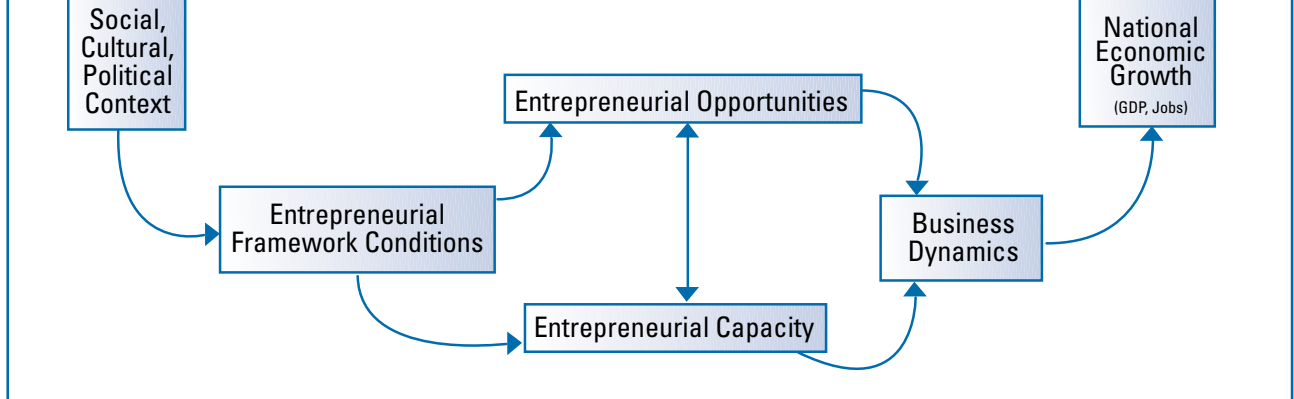 Social,
Cultural,
Political
Context
National
Economic
Growth
(GDP, Jobs)
Entrepreneurial Opportunities
Entrepreneurial
Framework Conditions
Business
Dynamics
Entrepreneurial Capacity